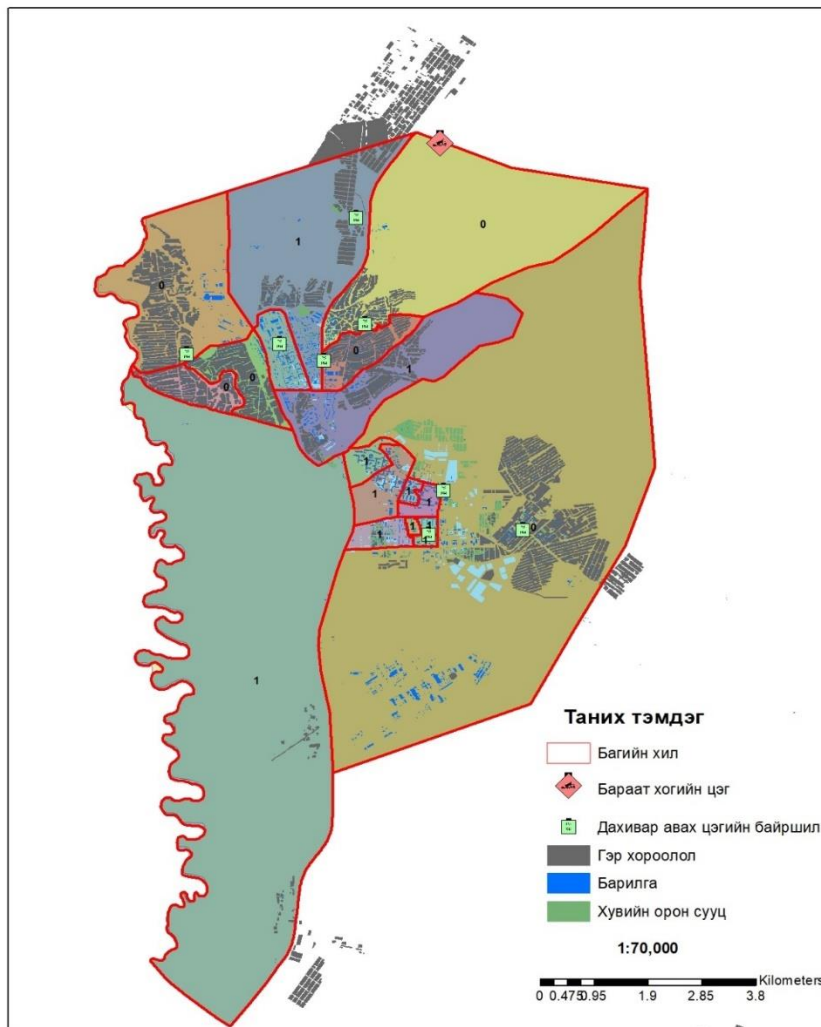 0
1
0
0
1
0
0
1
1
1
1
0
1
1
1
1
Таних тэмдэг
Багийн хил
Бараат хогийн цэг
Дахивар авах цэгийн байршил
Гэр хороолол
Барилга
Хувийн орон сууц
1:70,000
Kilometers
0 0.475 0.95 1.9 2.85 3.8